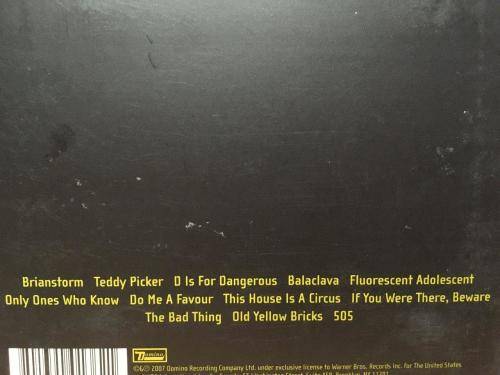 Brianstorm Teddy Picker D Is For Dangerous Balaclava Fluorescent Adolescent
Only Ones Who Know Do Me A Favour This House Is A Circus If You Were There, Beware
The Bad Thing Old Yellow Bricks 505
Domino
℗&© 2007 Domino Recording Company Ltd. under exclusive license to Warner Bros. Records Inc for The United States